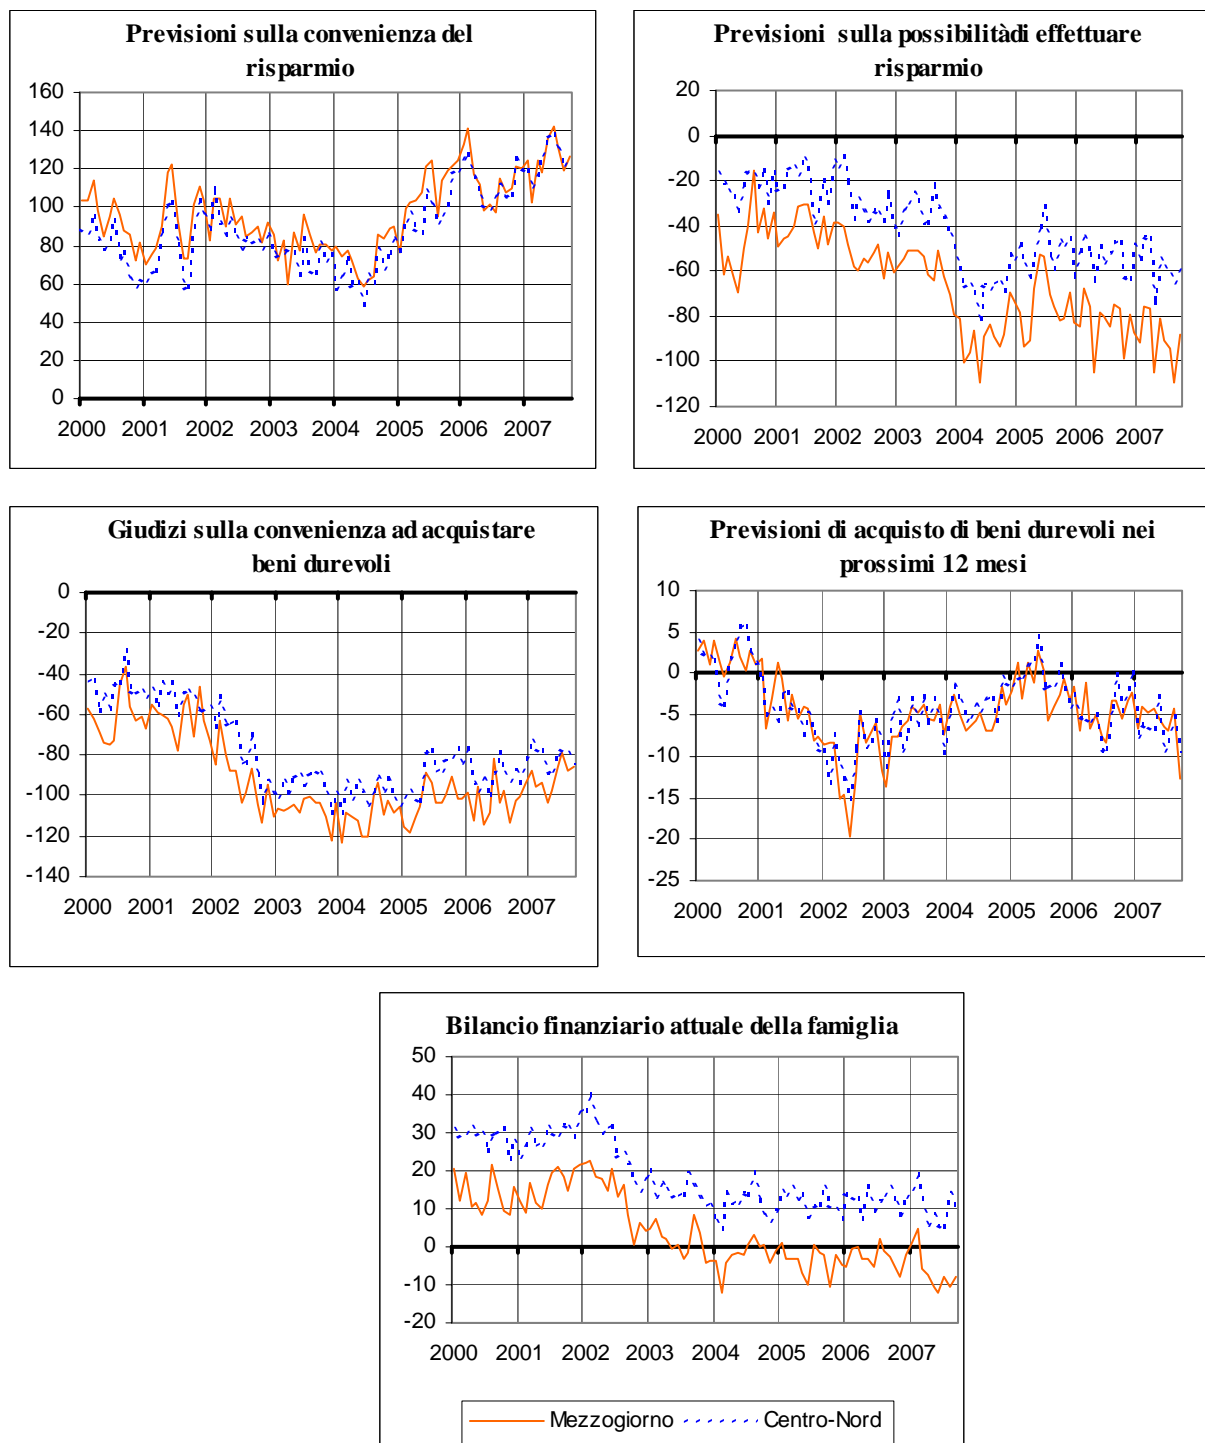 Previsioni sulla convenienza del
risparmio
160
140
120
100
80
60
40
20
0
2000 2001 2002 2003 2004 2005 2006 2007
Previsioni sulla possibilitàdi effettuare
risparmio
20
0
-20
-40
-60
-80
-100
-120
2000 2001 2002 2003 2004 2005 2006 2007
Giudizi sulla convenienza ad acquistare
beni durevoli
0
-20
-40
-60
-80
-100
-120
-140
2000 2001 2002 2003 2004 2005 2006 2007
Previsioni di acquisto di beni durevoli nei
prossimi 12 mesi
10
5
0
-5
-10
-15
-20
-25
2000 2001 2002 2003 2004 2005 2006 2007
Bilancio finanziario attuale della famiglia
50
40
30
20
10
0
-10
-20
2000 2001 2002 2003 2004 2005 2006 2007
Mezzogiorno Centro-Nord